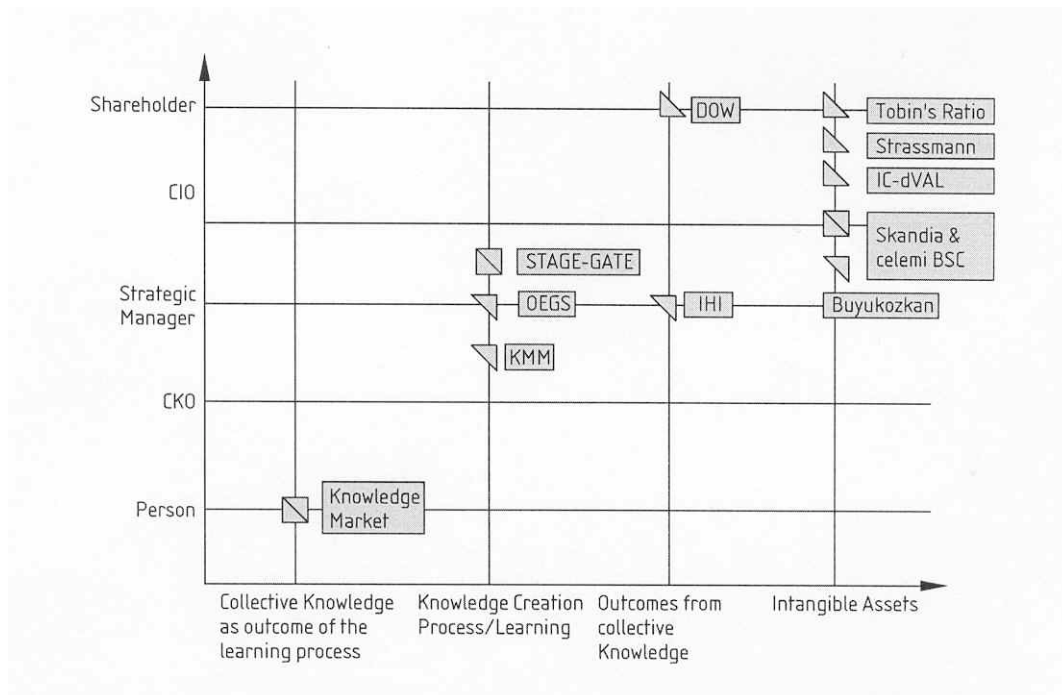 Shareholder
DOW
Tobin's Ratio
Strassmann
CIO
IC-dVAL
Skandia &
celemi BSC
STAGE-GATE
Strategic
Manager
OEGS
IHI
Buyukozkan
KMM
CKO
Person
Knowledge
Market
Collective Knowledge
as outcome of the
learning process
Knowledge Creation
Process/Learning
Outcomes from
collective
Knowledge
Intangible Assets